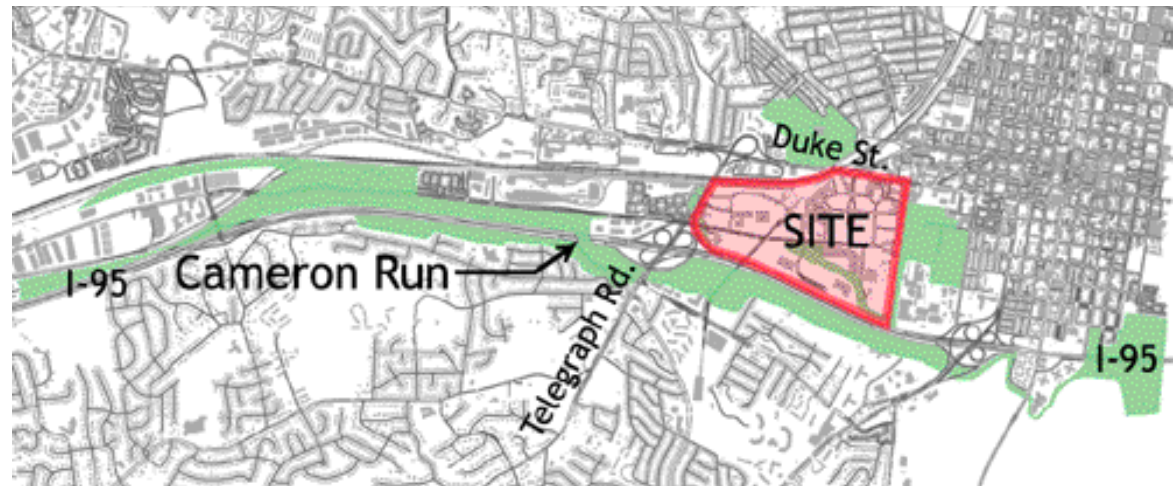 Duke St.
SITE
I-95
Cameron Run
Telegraph Rd.
I-95